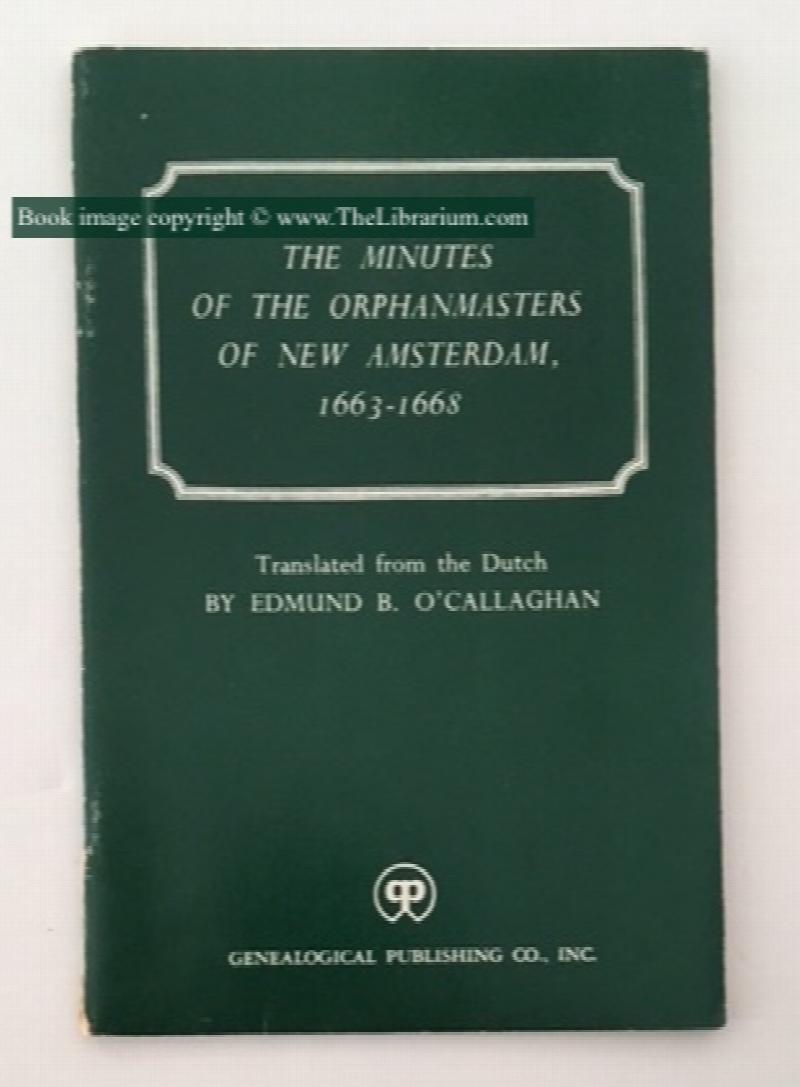 Book image copyright © www.TheLibrarium.com
THE MINUTES
OF THE ORPHANMASTERS
OF NEW AMSTERDAM,
1663-1668
Translated from the Dutch
BY EDMUND B. O'CALLAGHAN
GENEALOGICAL PUBLISHING CO., INC.